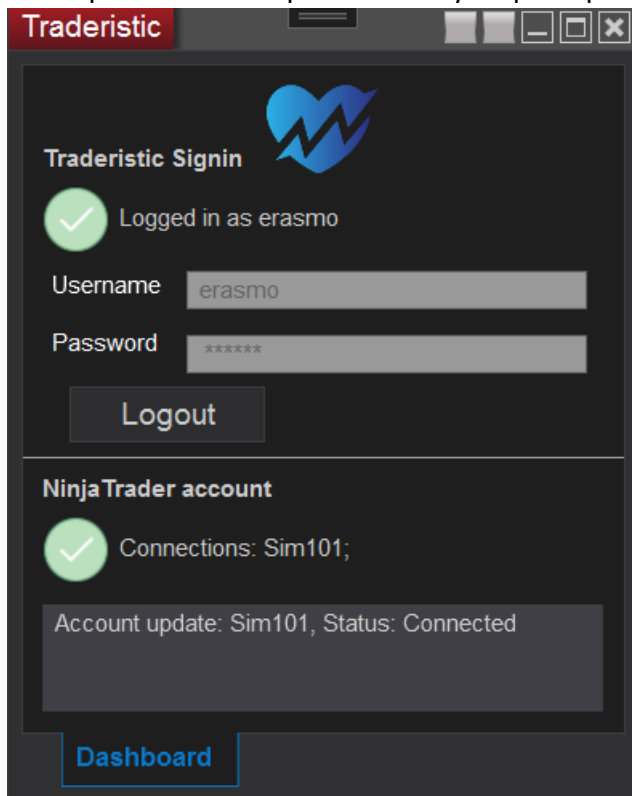 Traderistic
Traderistic Signin
Logged in as erasmo
Username erasmo
Password ******
Logout
NinjaTrader account
Connections: Sim101;
Account update: Sim101, Status: Connected
Dashboard